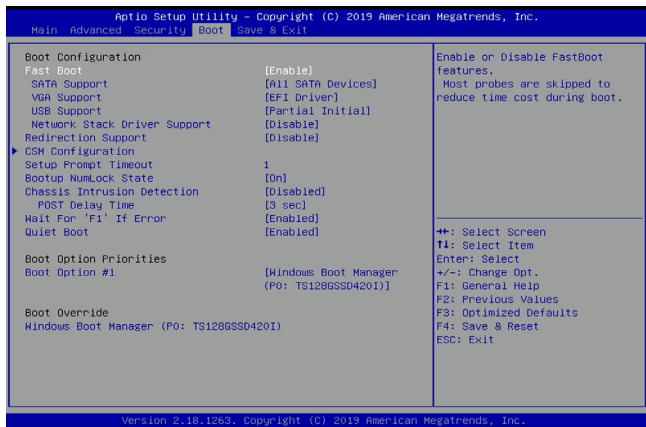 Aptio Setup Utility – Copyright (C) 2019 American Megatrends, Inc.
Main Advanced Security Boot Save & Exit
Boot Configuration
Fast Boot [Enable]
SATA Support [All SATA Devices]
VGA Support [EFI Driver]
USB Support [Partial Initial]
Network Stack Driver Support [Disable]
Redirection Support [Disable]
CSM Configuration
Setup Prompt Timeout 1
Bootup NumLock State [On]
Chassis Intrusion Detection [Disabled]
POST Delay Time [3 sec]
Wait For 'F1' If Error [Enabled]
Quiet Boot [Enabled]
Boot Option Priorities
Boot Option #1 [Windows Boot Manager
(P0: TS128GSSD420I)]
Boot Override
Windows Boot Manager (P0: TS128GSSD420I)
Enable or Disable FastBoot
features.
Most probes are skipped to
reduce time cost during boot.
→←: Select Screen
↑↓: Select Item
Enter: Select
+/-: Change Opt.
F1: General Help
F2: Previous Values
F3: Optimized Defaults
F4: Save & Reset
ESC: Exit
Version 2.18.1263. Copyright (C) 2019 American Megatrends, Inc.